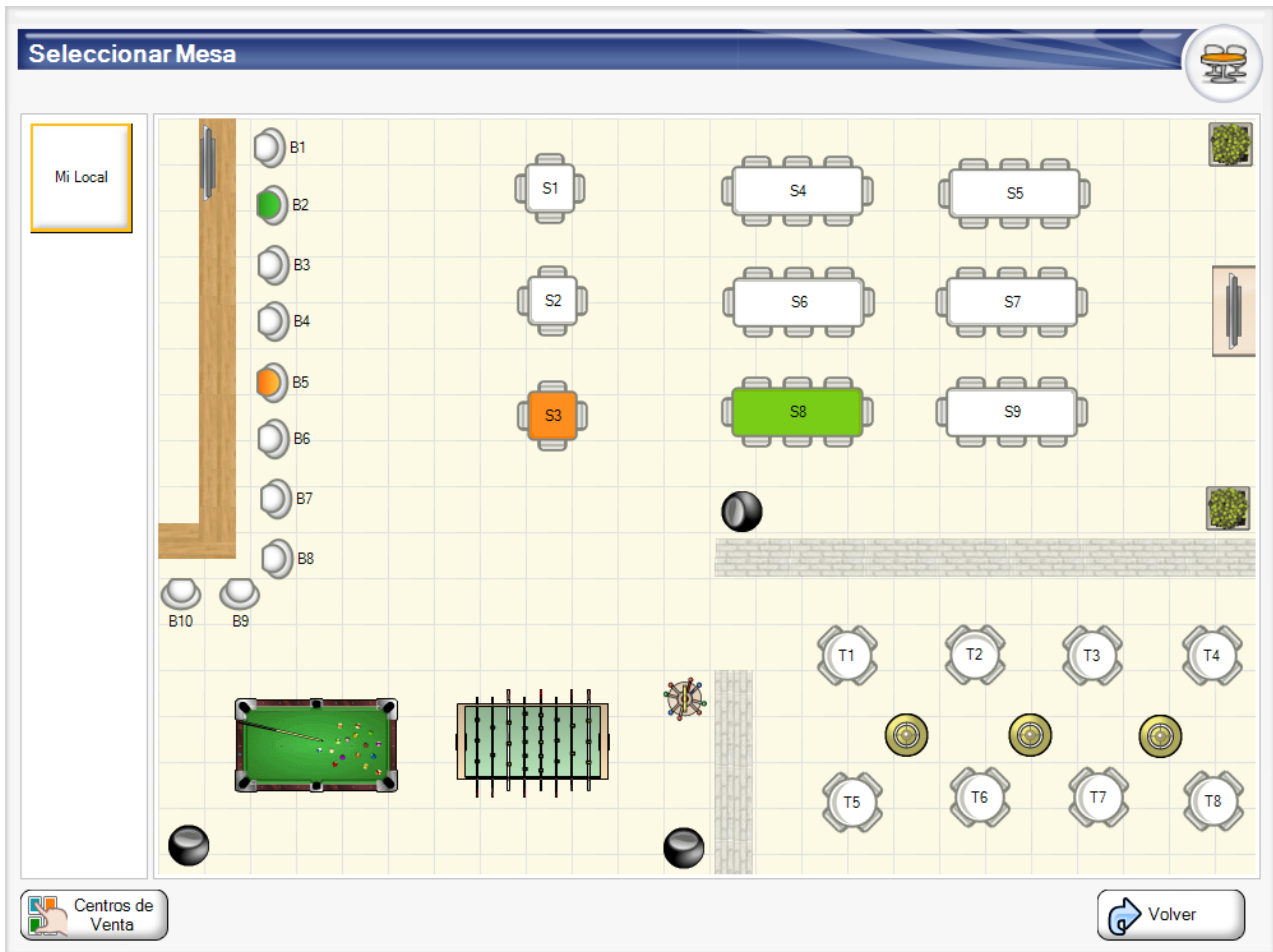 Seleccionar Mesa
Mi Local
B1
B2
B3
B4
B5
B6
B7
B8
B10
B9
S1
S2
S3
S4
S5
S6
S7
S8
S9
T1
T2
T3
T4
T5
T6
T7
T8
Centros de
Venta
Volver